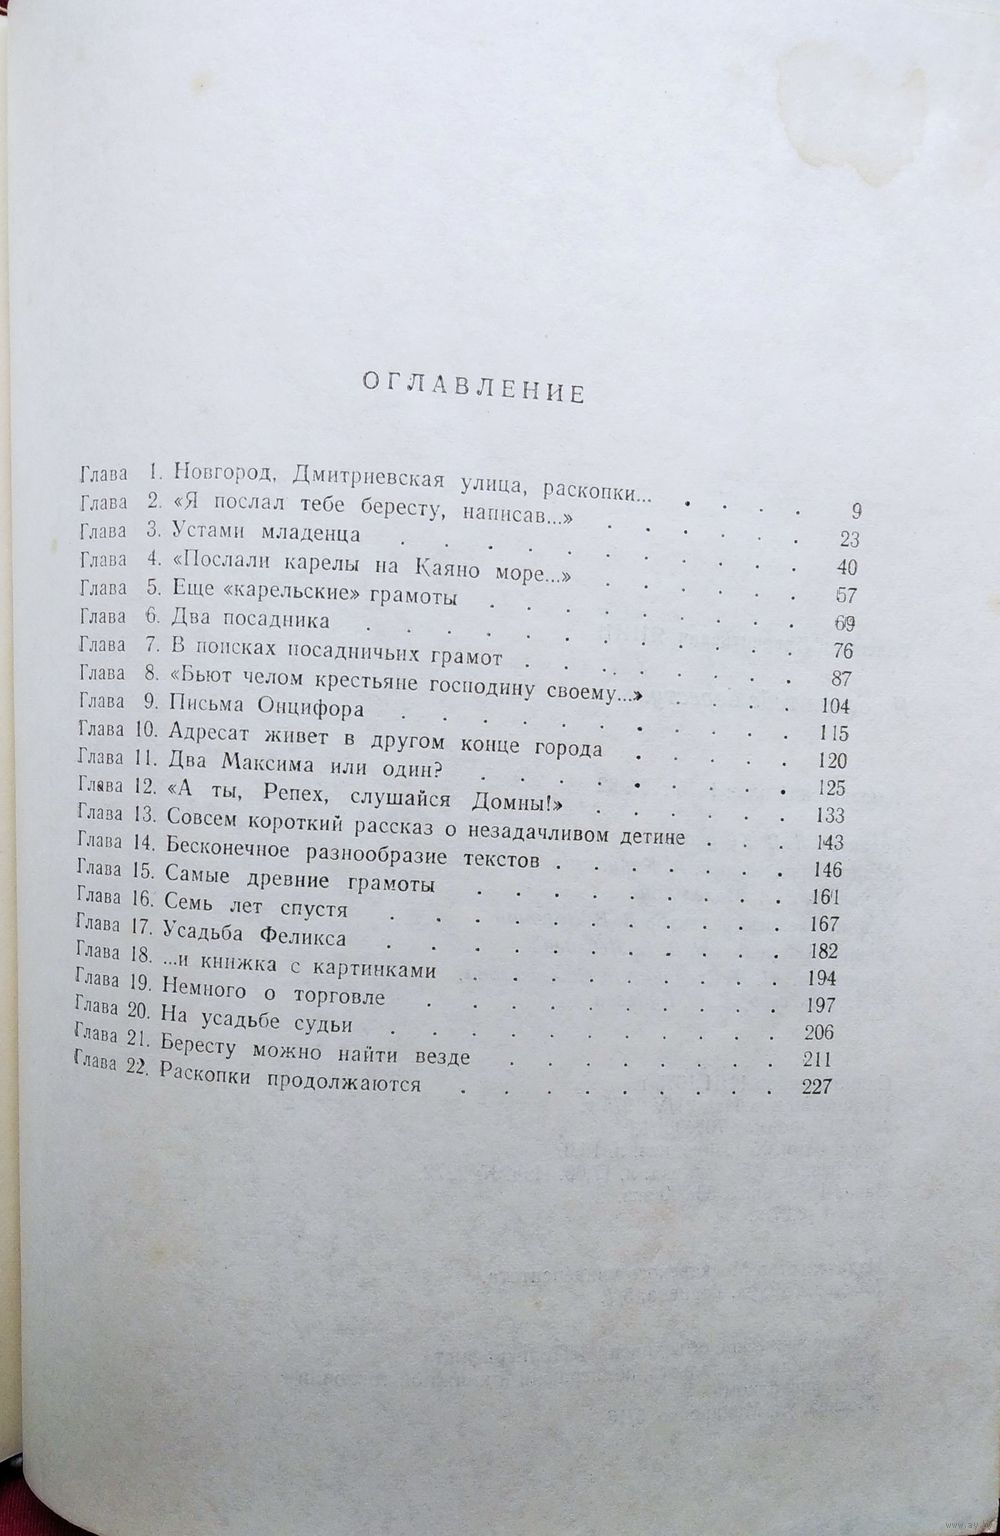 ОГЛАВЛЕНИЕ
Глава 1. Новгород, Дмитриевская улица, раскопки... . . . . 9
Глава 2. «Я послал тебе бересту, написав...» . . . . . . 23
Глава 3. Устами младенца . . . . . . . . . . 40
Глава 4. «Послали карелы на Каяно море...» . . . . . . 57
Глава 5. Еще «карельские» грамоты . . . . . . . . 69
Глава 6. Два посадника . . . . . . . . . . . 76
Глава 7. В поисках посадничьих грамот . . . . . . . 87
Глава 8. «Бьют челом крестьяне господину своему...» . . . . 104
Глава 9. Письма Онцифора . . . . . . . . . . 115
Глава 10. Адресат живет в другом конце города . . . . . 120
Глава 11. Два Максима или один? . . . . . . . . . 125
Глава 12. «А ты, Репех, слушайся Домны!» . . . . . . 133
Глава 13. Совсем короткий рассказ о незадачливом детине . . . 143
Глава 14. Бесконечное разнообразие текстов . . . . . . . 146
Глава 15. Самые древние грамоты . . . . . . . . 161
Глава 16. Семь лет спустя . . . . . . . . . . 167
Глава 17. Усадьба Феликса . . . . . . . . . . 182
Глава 18. ...и книжка с картинками . . . . . . . . 194
Глава 19. Немного о торговле . . . . . . . . . 197
Глава 20. На усадьбе судьи . . . . . . . . . . 206
Глава 21. Бересту можно найти везде . . . . . . . 211
Глава 22. Раскопки продолжаются . . . . . . . . 227